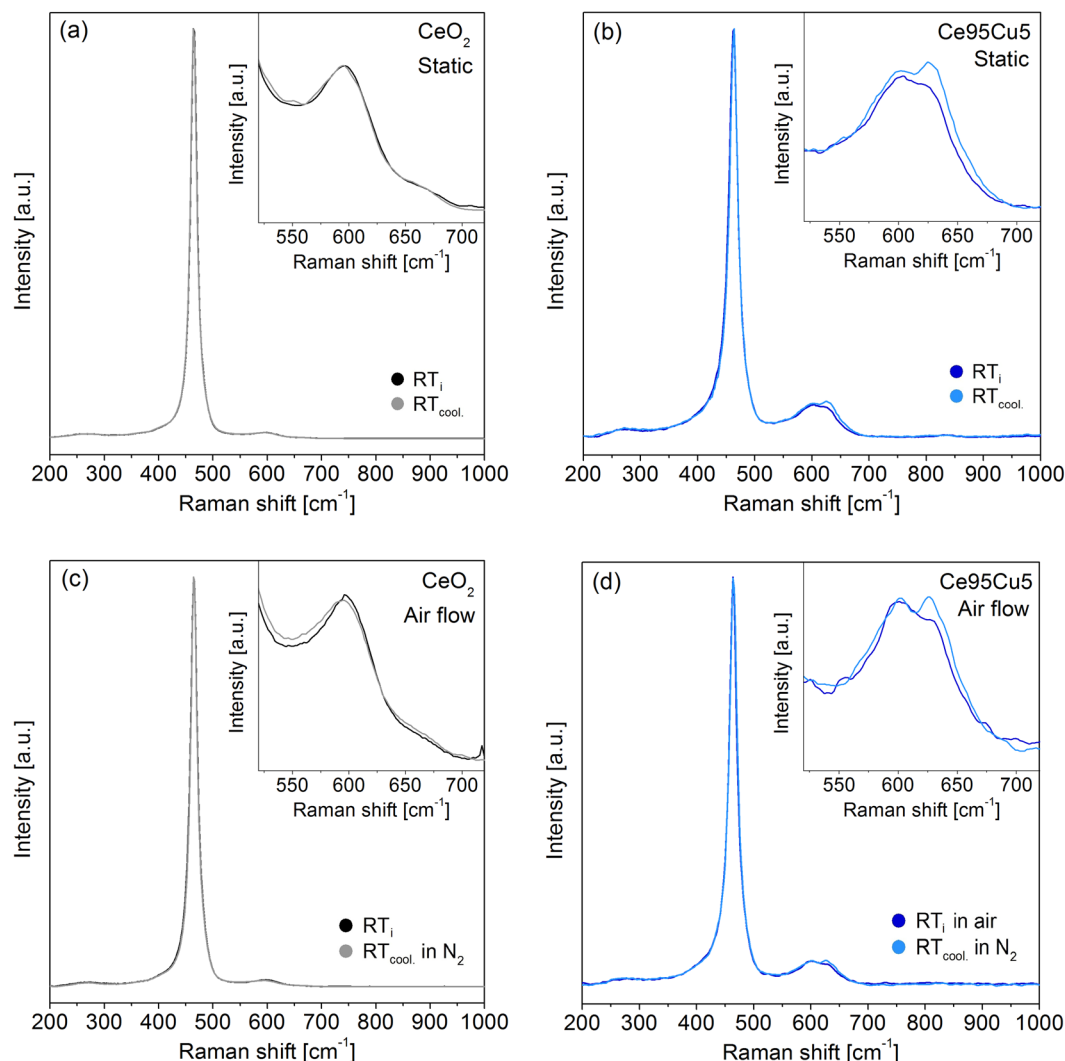 (a)
CeO₂
Static
Intensity [a.u.]
Intensity [a.u.]
550 600 650 700
Raman shift [cm⁻¹]
RTᵢ
RT_cool.
200 300 400 500 600 700 800 900 1000
Raman shift [cm⁻¹]
(b)
Ce95Cu5
Static
Intensity [a.u.]
Intensity [a.u.]
550 600 650 700
Raman shift [cm⁻¹]
RTᵢ
RT_cool.
200 300 400 500 600 700 800 900 1000
Raman shift [cm⁻¹]
(c)
CeO₂
Air flow
Intensity [a.u.]
Intensity [a.u.]
550 600 650 700
Raman shift [cm⁻¹]
RTᵢ
RT_cool. in N₂
200 300 400 500 600 700 800 900 1000
Raman shift [cm⁻¹]
(d)
Ce95Cu5
Air flow
Intensity [a.u.]
Intensity [a.u.]
550 600 650 700
Raman shift [cm⁻¹]
RTᵢ in air
RT_cool. in N₂
200 300 400 500 600 700 800 900 1000
Raman shift [cm⁻¹]